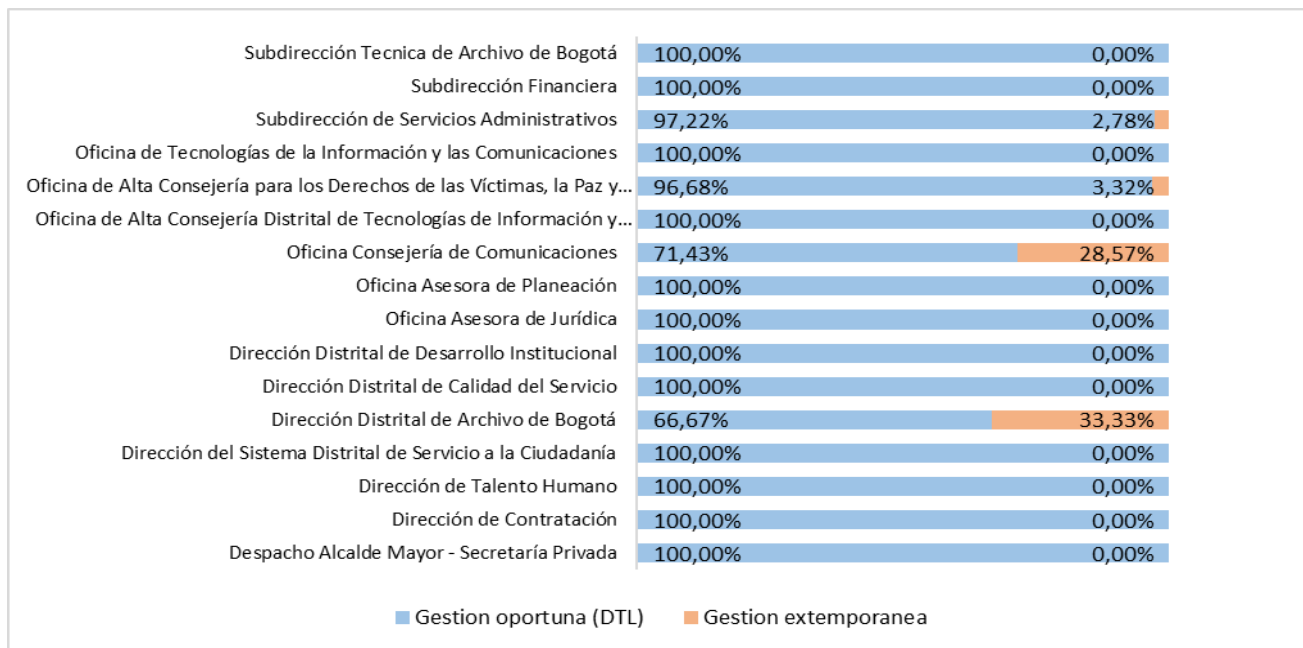 Subdirección Tecnica de Archivo de Bogotá 100,00% 0,00%
Subdirección Financiera 100,00% 0,00%
Subdirección de Servicios Administrativos 97,22% 2,78%
Oficina de Tecnologías de la Información y las Comunicaciones 100,00% 0,00%
Oficina de Alta Consejería para los Derechos de las Víctimas, la Paz y... 96,68% 3,32%
Oficina de Alta Consejería Distrital de Tecnologías de Información y... 100,00% 0,00%
Oficina Consejería de Comunicaciones 71,43% 28,57%
Oficina Asesora de Planeación 100,00% 0,00%
Oficina Asesora de Jurídica 100,00% 0,00%
Dirección Distrital de Desarrollo Institucional 100,00% 0,00%
Dirección Distrital de Calidad del Servicio 100,00% 0,00%
Dirección Distrital de Archivo de Bogotá 66,67% 33,33%
Dirección del Sistema Distrital de Servicio a la Ciudadanía 100,00% 0,00%
Dirección de Talento Humano 100,00% 0,00%
Dirección de Contratación 100,00% 0,00%
Despacho Alcalde Mayor - Secretaría Privada 100,00% 0,00%
Gestion oportuna (DTL) Gestion extemporanea